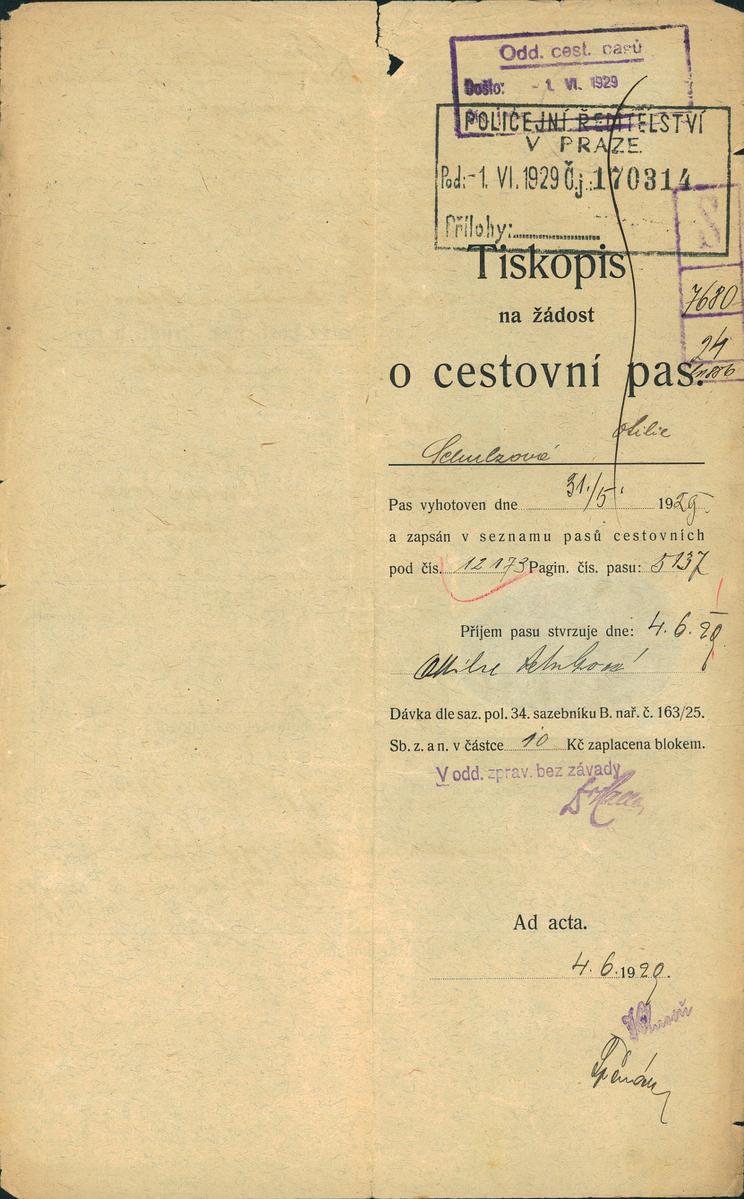 Odd. cest. pasů
Došlo: - 1. VI. 1929
POLICEJNÍ ŘEDITELSTVÍ
V PRAZE.
Pod: -1. VI. 1929 Č.j.: 170314
Přílohy:
Tiskopis
7680
na žádost
24
o cestovní pas.
Otilie
Schulzová
Pas vyhotoven dne 31./5. 1929.
a zapsán v seznamu pasů cestovních
pod čís. 12173 Pagin. čís. pasu: 5137
Příjem pasu stvrzuje dne: 4.6.29
Dávka dle saz. pol. 34. sazebníku B. nař. č. 163/25.
Sb. z. a n. v částce 10 Kč zaplacena blokem.
V odd. zprav. bez závady
Ad acta.
4.6.1929.